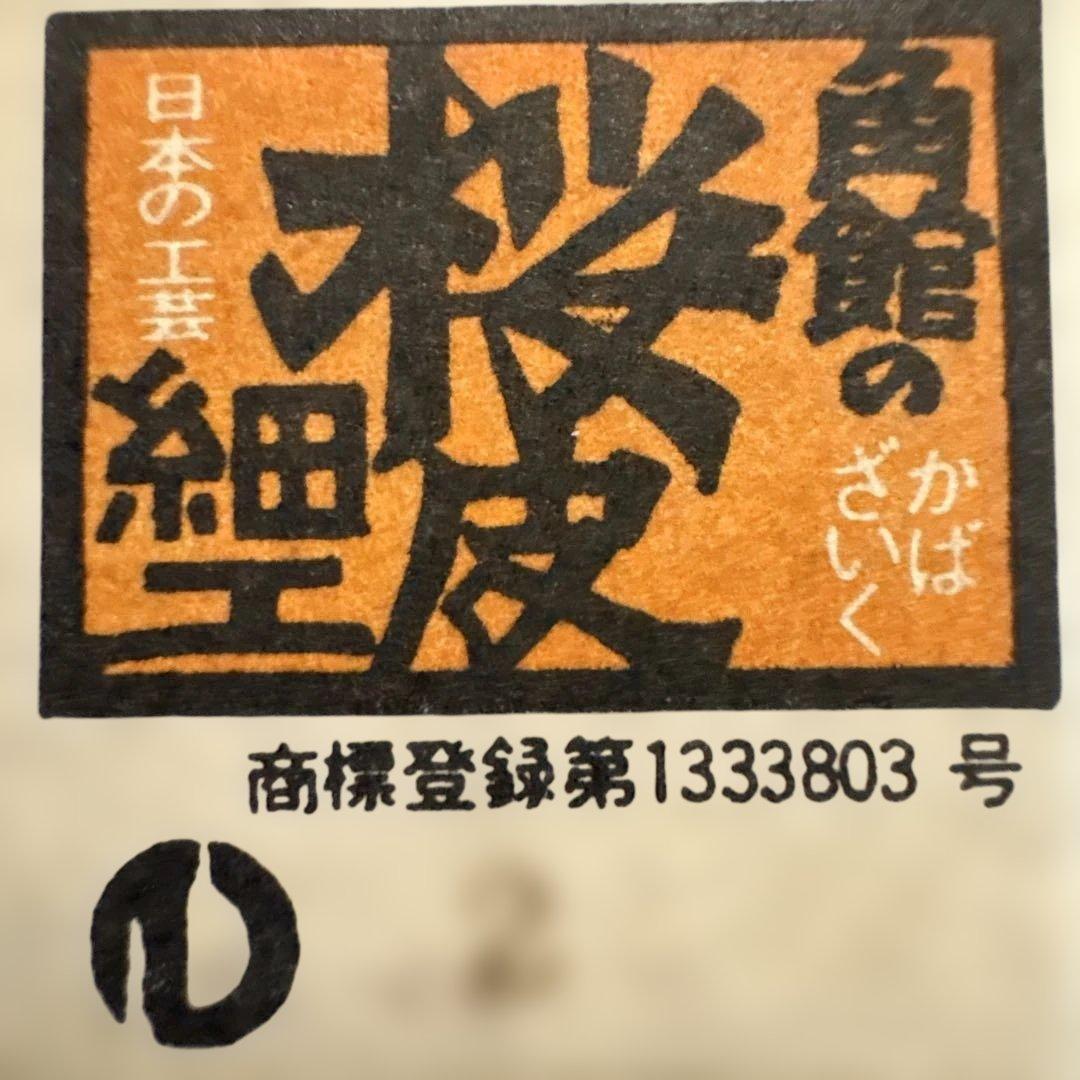 角館の
かば
ざいく
桜皮
細工
日本の工芸
商標登録第1333803号